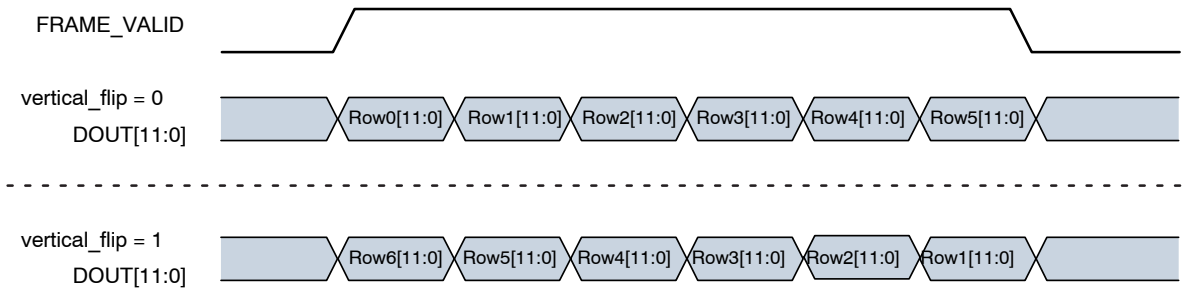 FRAME_VALID
vertical_flip = 0
DOUT[11:0]
Row0[11:0] Row1[11:0] Row2[11:0] Row3[11:0] Row4[11:0] Row5[11:0]
vertical_flip = 1
DOUT[11:0]
Row6[11:0] Row5[11:0] Row4[11:0] Row3[11:0] Row2[11:0] Row1[11:0]